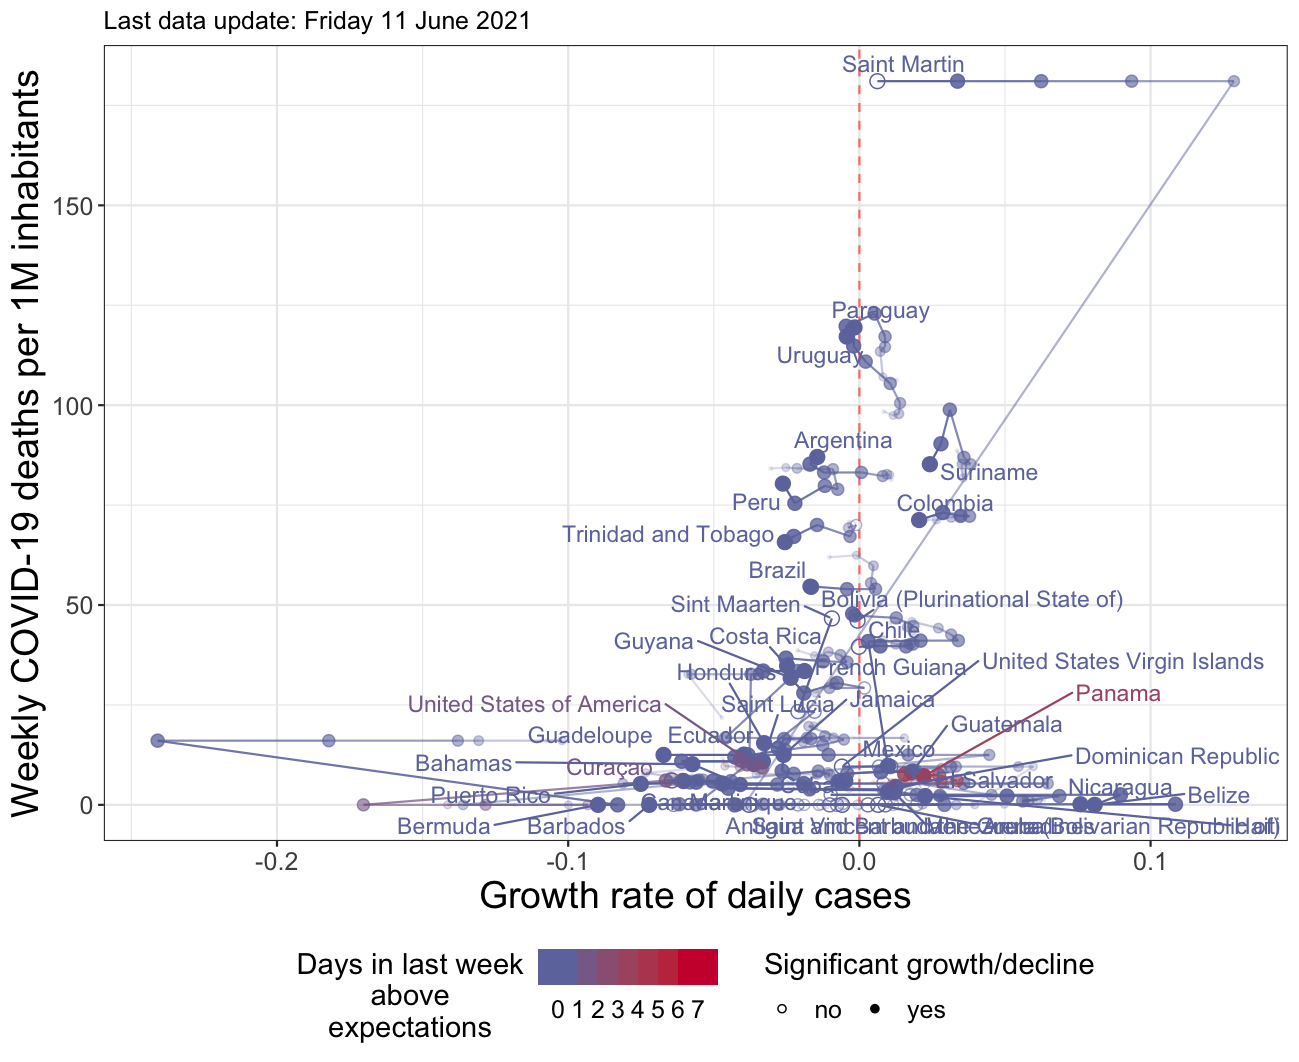 Last data update: Friday 11 June 2021
Weekly COVID-19 deaths per 1M inhabitants
150
100
50
0
Saint Martin
Paraguay
Uruguay
Argentina
Suriname
Peru
Colombia
Trinidad and Tobago
Brazil
Sint Maarten
Bolivia (Plurinational State of)
Chile
Guyana
Costa Rica
Honduras
French Guiana
United States Virgin Islands
United States of America
Saint Lucia
Jamaica
Panama
Guadeloupe
Ecuador
Guatemala
Bahamas
Mexico
Dominican Republic
Curaçao
El Salvador
Nicaragua
Puerto Rico
Martinique
Belize
Bermuda
Barbados
Haiti
-0.2
-0.1
0.0
0.1
Growth rate of daily cases
Days in last week
above
expectations
0 1 2 3 4 5 6 7
Significant growth/decline
no
yes